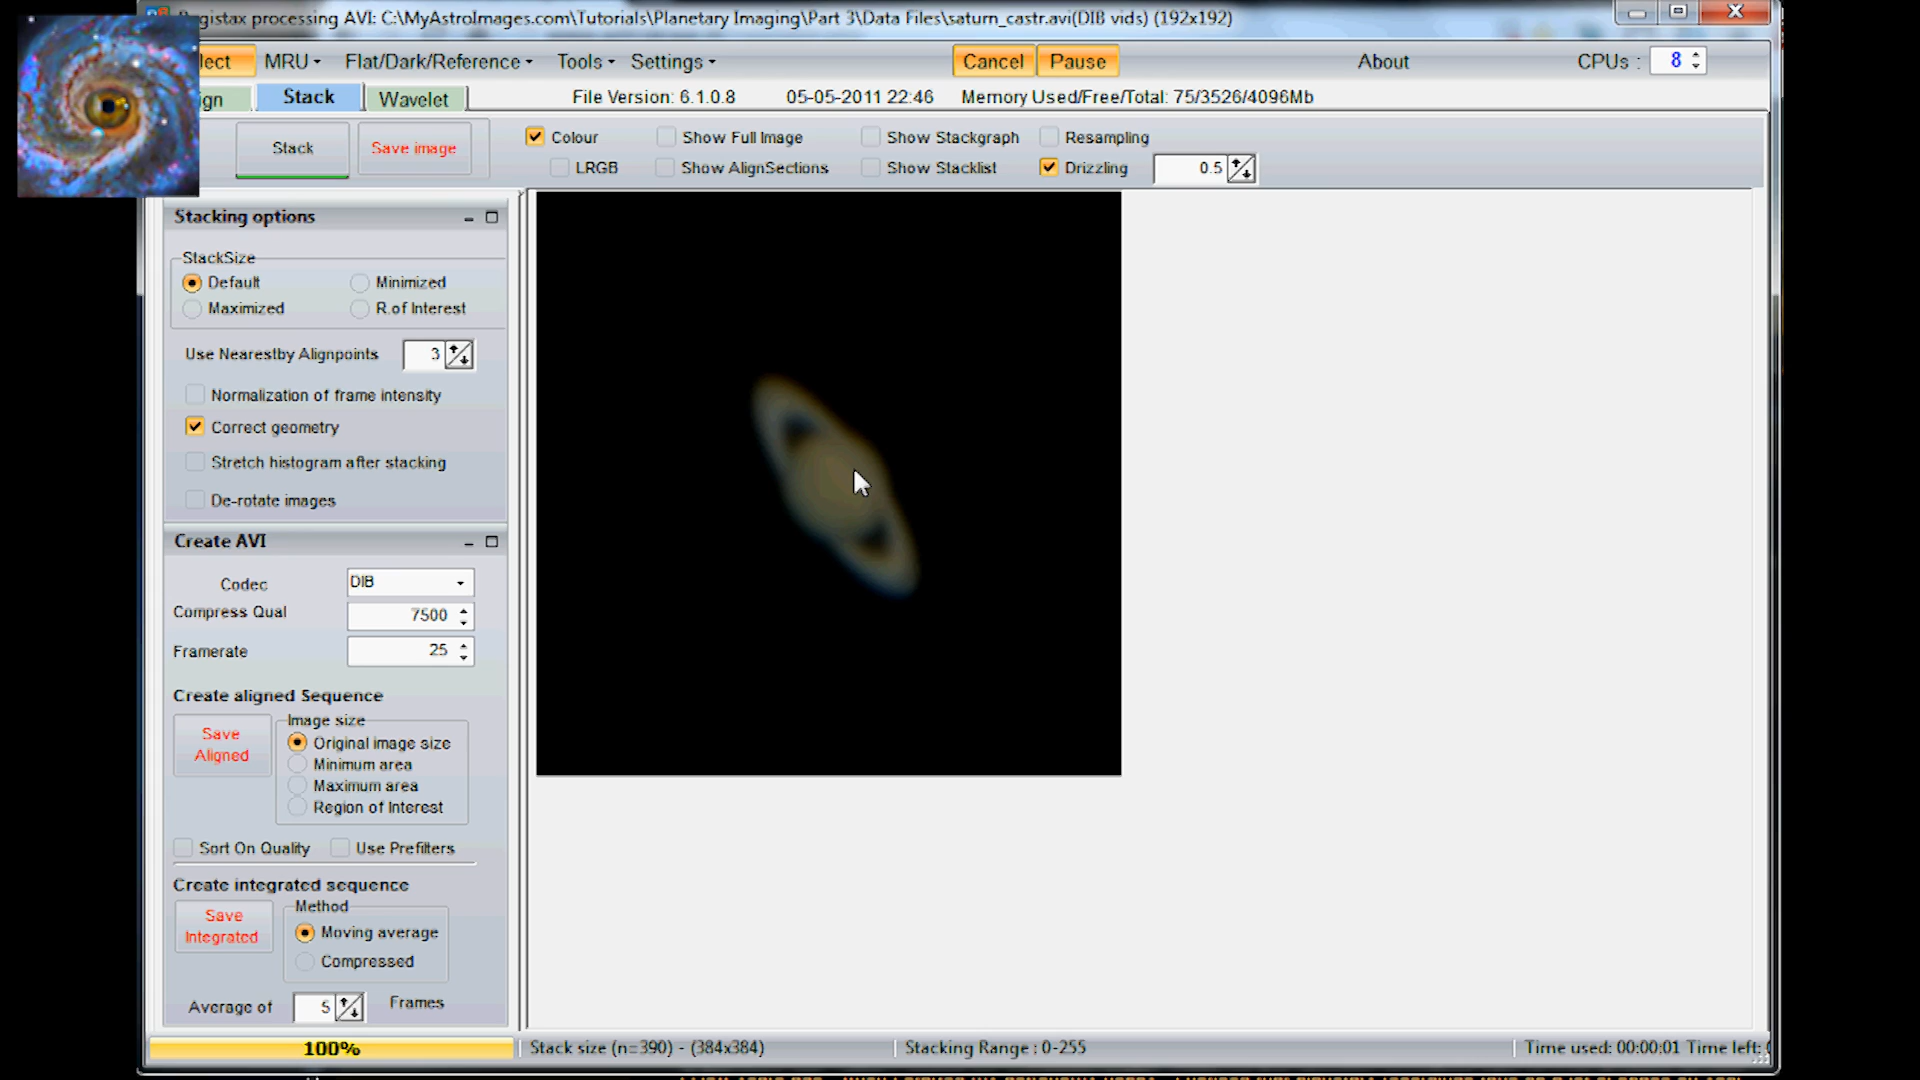 Registax processing AVI: C:\MyAstroImages.com\Tutorials\Planetary Imaging\Part 3\Data Files\saturn_castr.avi(DIB vids) (192x192)
lect MRU Flat/Dark/Reference Tools Settings Cancel Pause About CPUs : 8
gn Stack Wavelet File Version: 6.1.0.8 05-05-2011 22:46 Memory Used/Free/Total: 75/3526/4096Mb
Stack Save image Colour Show Full Image Show Stackgraph Resampling
LRGB Show AlignSections Show Stacklist Drizzling 0.5
Stacking options
StackSize
Default Minimized
Maximized R.of Interest
Use Nearestby Alignpoints 3
Normalization of frame intensity
Correct geometry
Stretch histogram after stacking
De-rotate images
Create AVI
Codec DIB
Compress Qual 7500
Framerate 25
Create aligned Sequence
Save Aligned
Image size
Original image size
Minimum area
Maximum area
Region of Interest
Sort On Quality Use Prefilters
Create integrated sequence
Save Integrated
Method
Moving average
Compressed
Average of 5 Frames
100% Stack size (n=390) - (384x384) Stacking Range : 0-255 Time used: 00:00:01 Time left: